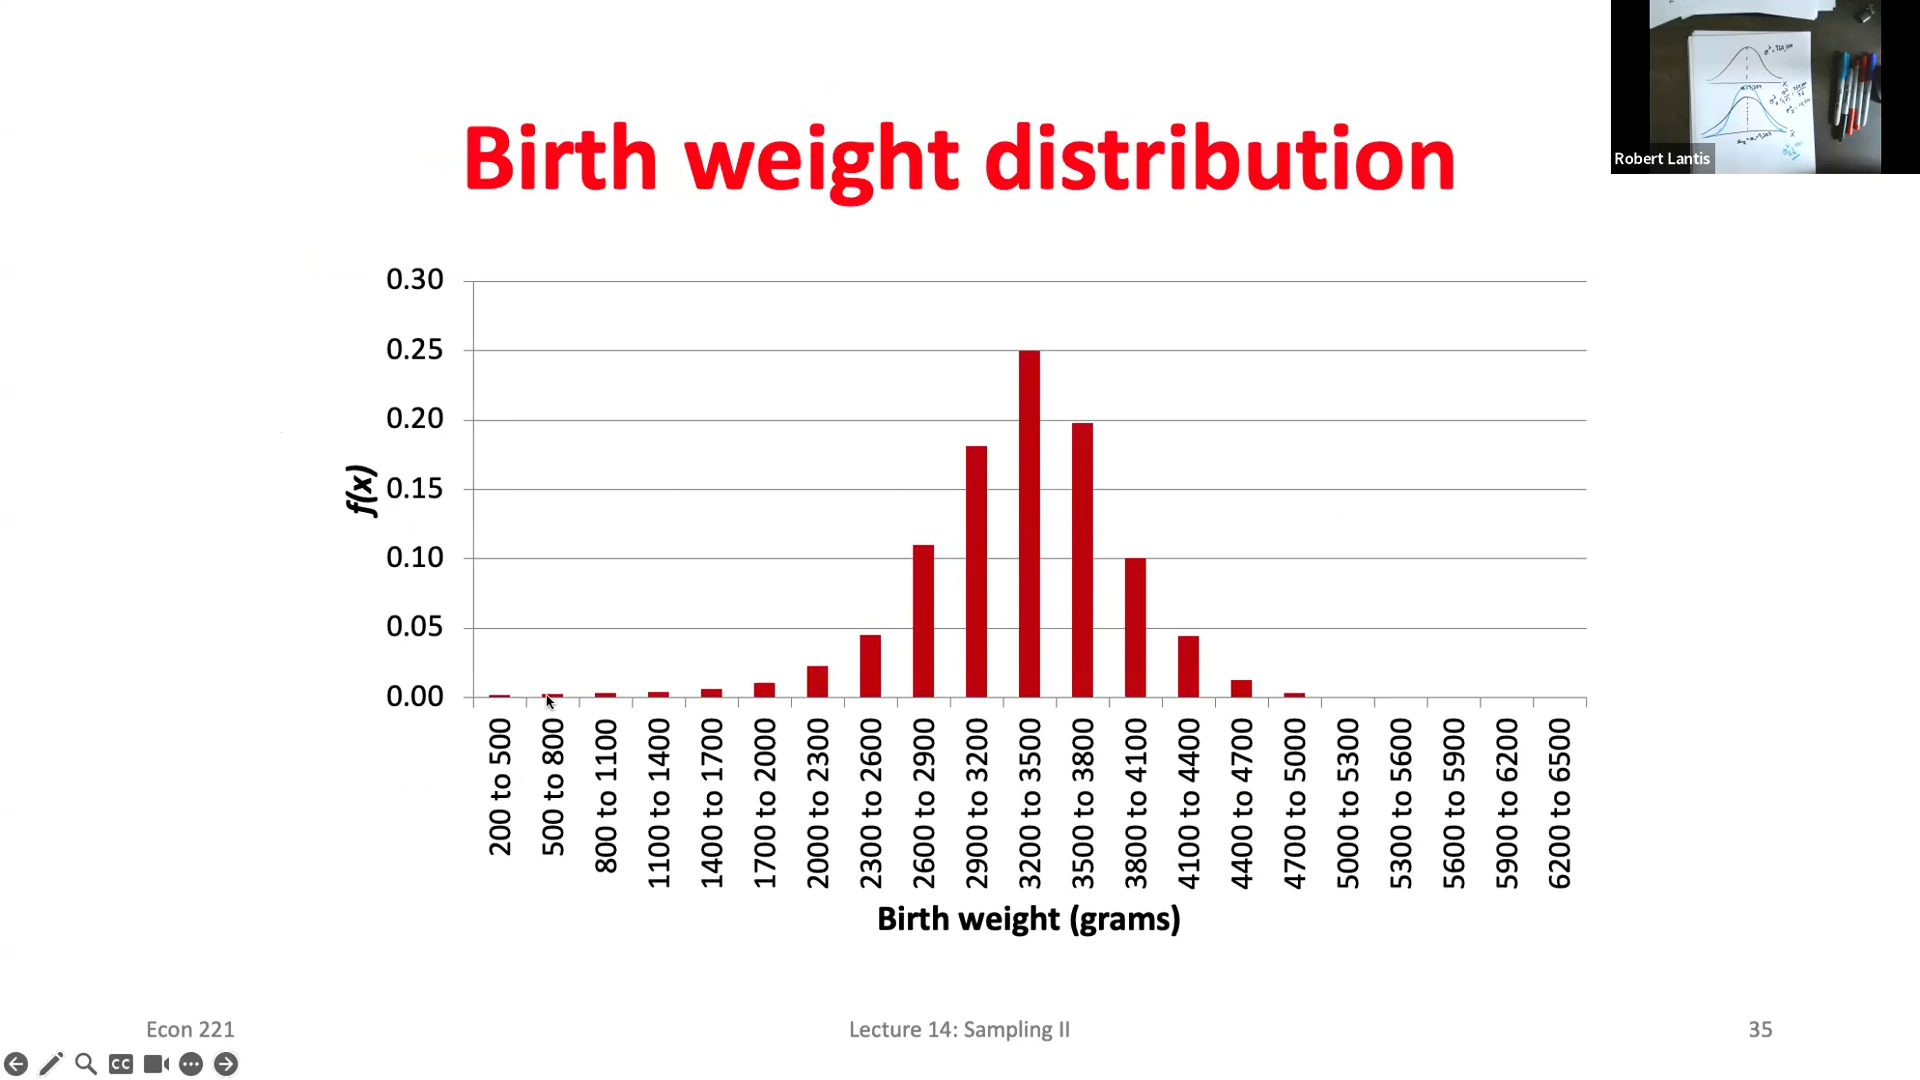 Birth weight distribution
Robert Lantis
0.30
0.25
0.20
0.15
0.10
0.05
0.00
f(x)
200 to 500
500 to 800
800 to 1100
1100 to 1400
1400 to 1700
1700 to 2000
2000 to 2300
2300 to 2600
2600 to 2900
2900 to 3200
3200 to 3500
3500 to 3800
3800 to 4100
4100 to 4400
4400 to 4700
4700 to 5000
5000 to 5300
5300 to 5600
5600 to 5900
5900 to 6200
6200 to 6500
Birth weight (grams)
Econ 221
Lecture 14: Sampling II
35
CC